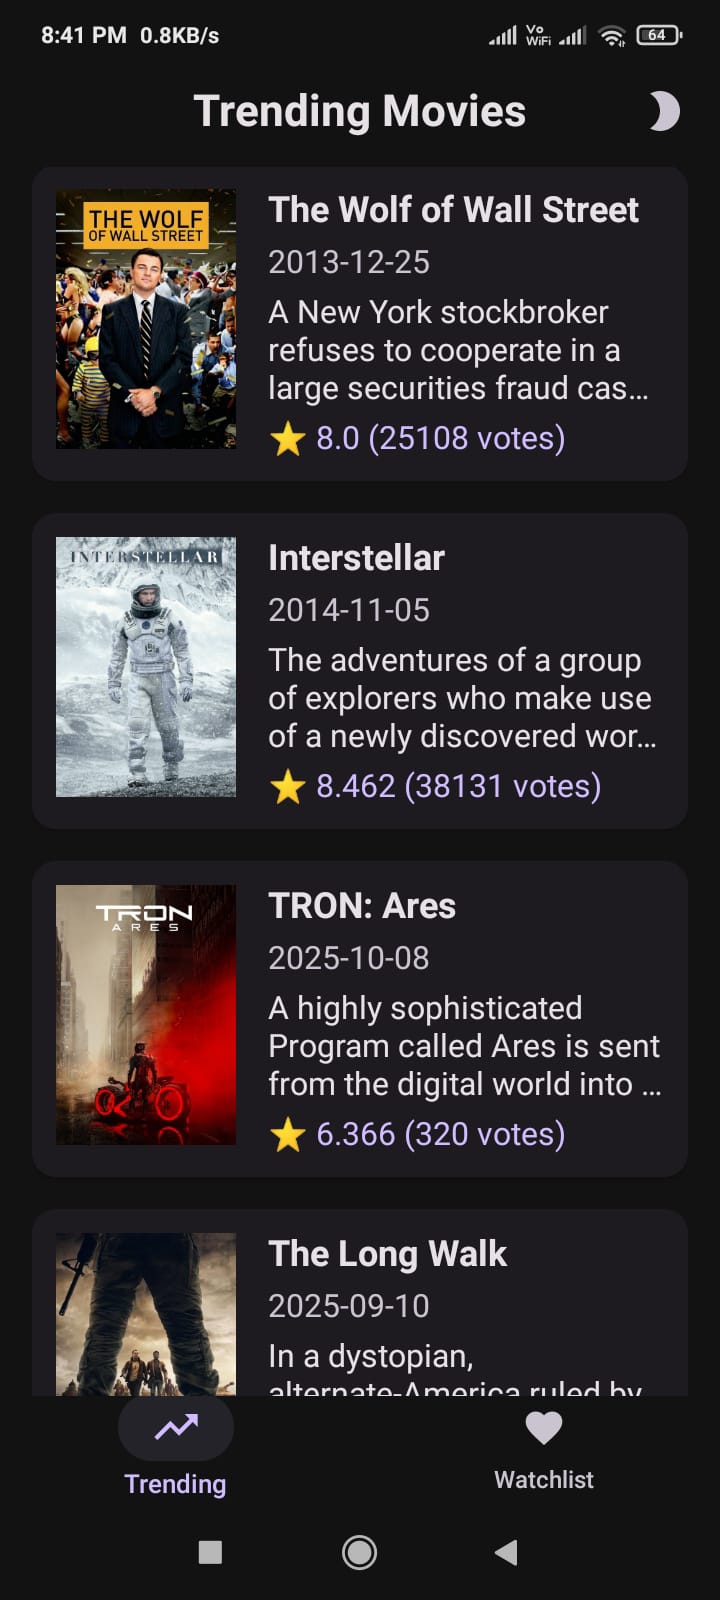 8:41 PM 0.8KB/s
Vo
WiFi
64
Trending Movies
THE WOLF
OF WALL STREET
The Wolf of Wall Street
2013-12-25
A New York stockbroker
refuses to cooperate in a
large securities fraud cas...
⭐ 8.0 (25108 votes)
INTERSTELLAR
Interstellar
2014-11-05
The adventures of a group
of explorers who make use
of a newly discovered wor...
⭐ 8.462 (38131 votes)
TRON
ARES
TRON: Ares
2025-10-08
A highly sophisticated
Program called Ares is sent
from the digital world into ...
⭐ 6.366 (320 votes)
The Long Walk
2025-09-10
In a dystopian,
alternate-America ruled by
Trending
Watchlist